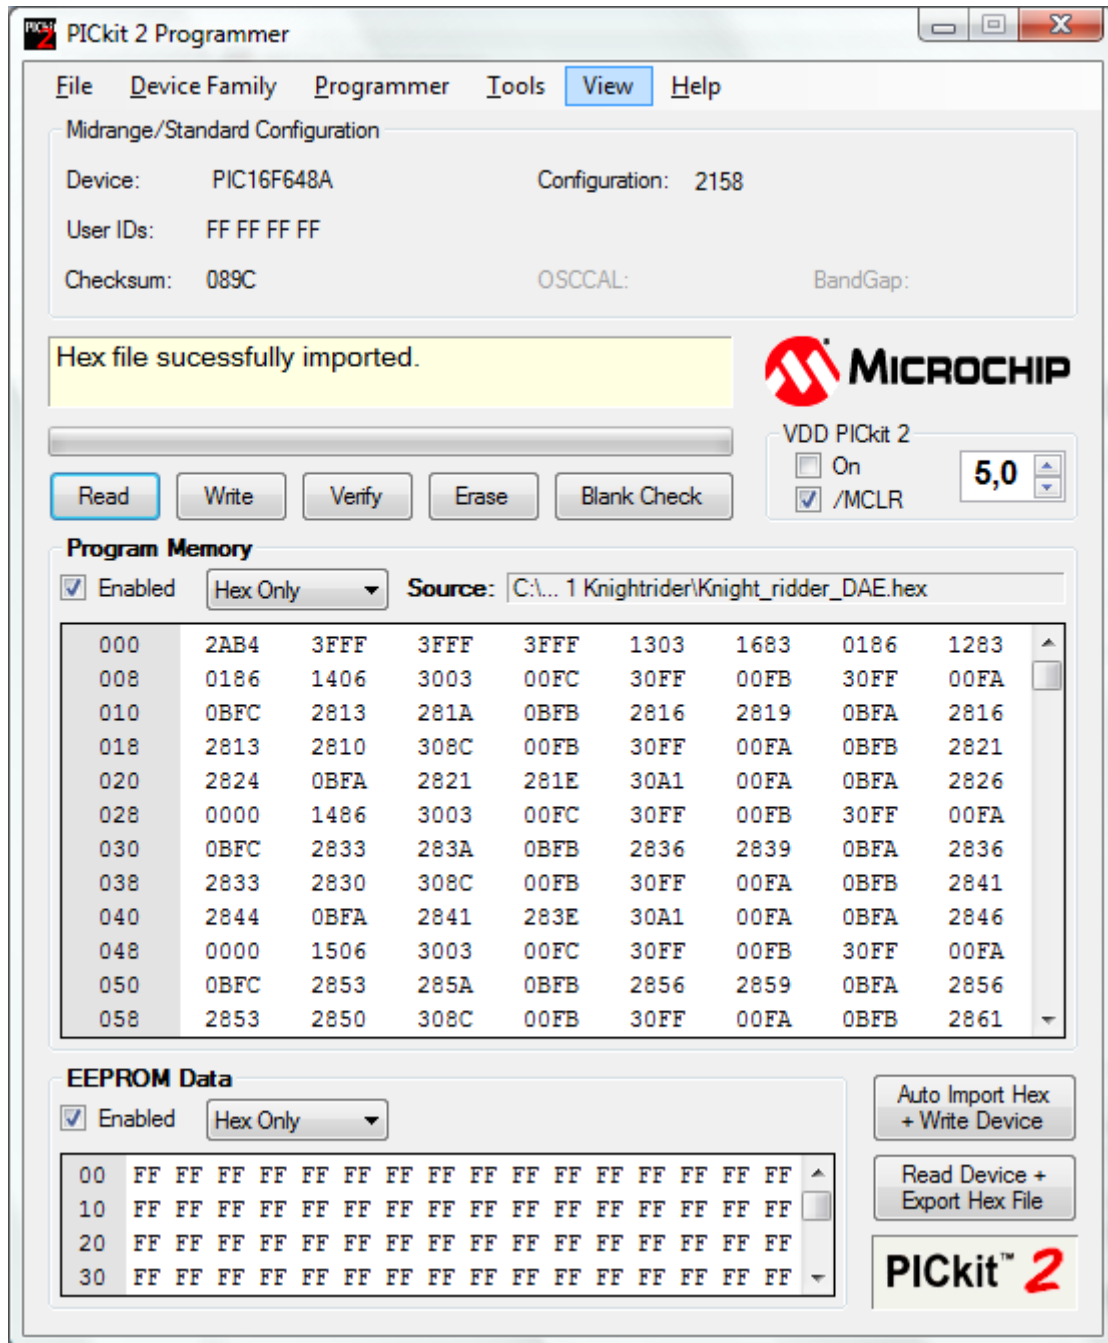 PICkit 2 Programmer
File Device Family Programmer Tools View Help
Midrange/Standard Configuration
Device: PIC16F648A Configuration: 2158
User IDs: FF FF FF FF
Checksum: 089C OSCCAL: BandGap:
Hex file sucessfully imported.
MICROCHIP
VDD PICkit 2
On
/MCLR
5,0
Read Write Verify Erase Blank Check
Program Memory
Enabled Hex Only Source: C:\... 1 Knightrider\Knight_ridder_DAE.hex
000 2AB4 3FFF 3FFF 3FFF 1303 1683 0186 1283
008 0186 1406 3003 00FC 30FF 00FB 30FF 00FA
010 0BFC 2813 281A 0BFB 2816 2819 0BFA 2816
018 2813 2810 308C 00FB 30FF 00FA 0BFB 2821
020 2824 0BFA 2821 281E 30A1 00FA 0BFA 2826
028 0000 1486 3003 00FC 30FF 00FB 30FF 00FA
030 0BFC 2833 283A 0BFB 2836 2839 0BFA 2836
038 2833 2830 308C 00FB 30FF 00FA 0BFB 2841
040 2844 0BFA 2841 283E 30A1 00FA 0BFA 2846
048 0000 1506 3003 00FC 30FF 00FB 30FF 00FA
050 0BFC 2853 285A 0BFB 2856 2859 0BFA 2856
058 2853 2850 308C 00FB 30FF 00FA 0BFB 2861
EEPROM Data
Enabled Hex Only
00 FF FF FF FF FF FF FF FF FF FF FF FF FF FF FF FF
10 FF FF FF FF FF FF FF FF FF FF FF FF FF FF FF FF
20 FF FF FF FF FF FF FF FF FF FF FF FF FF FF FF FF
30 FF FF FF FF FF FF FF FF FF FF FF FF FF FF FF FF
Auto Import Hex
+ Write Device
Read Device +
Export Hex File
PICkit™ 2